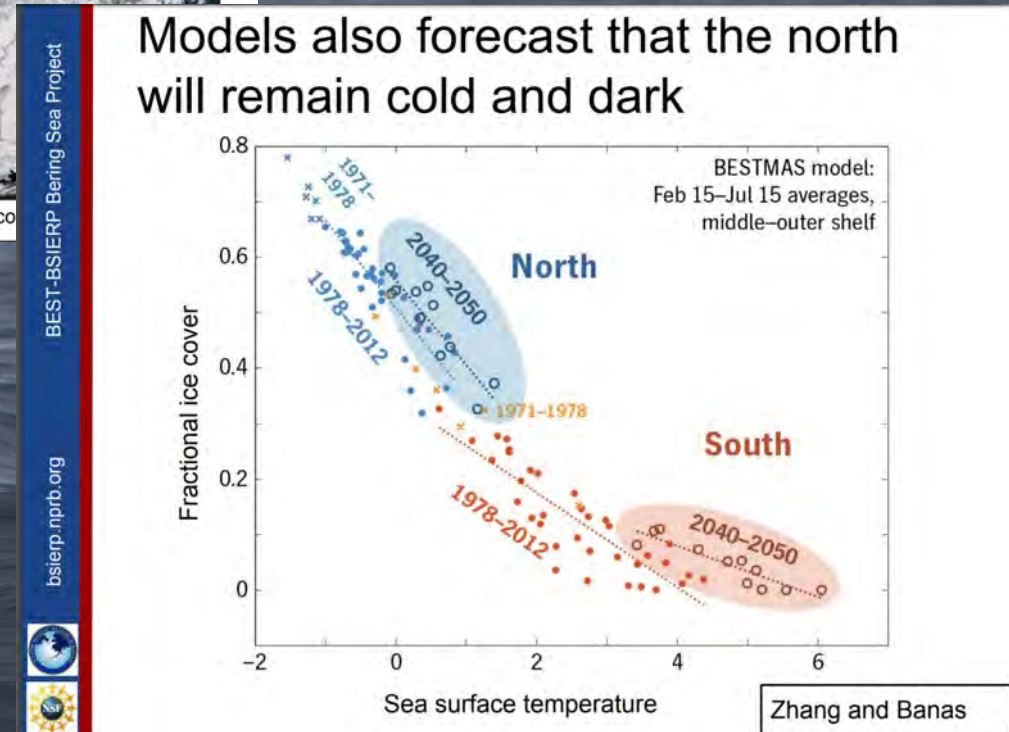 Models also forecast that the north
will remain cold and dark
BEST-BSIERP Bering Sea Project
bsierp.nprb.org
co
NSF
BESTMAS model:
Feb 15–Jul 15 averages,
middle–outer shelf
0.8
0.6
0.4
0.2
0
Fractional ice cover
1971–
1978
2040–2050
North
1978–2012
1971–1978
South
1978–2012
2040–2050
−2
0
2
4
6
Sea surface temperature
Zhang and Banas